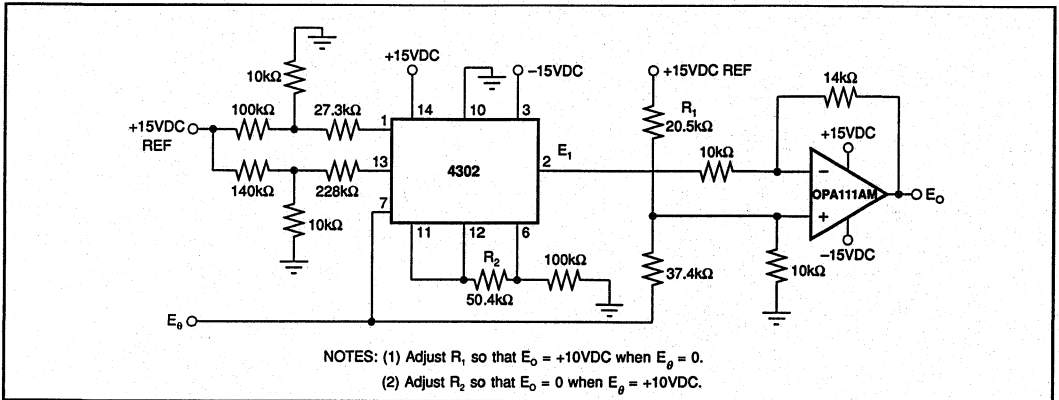 +15VDC
–15VDC
+15VDC REF
14kΩ
10kΩ
R1
20.5kΩ
100kΩ
27.3kΩ
1
14
10
3
+15VDC
REF
10kΩ
+15VDC
13
4302
2
E1
–
OPA111AM
Eo
140kΩ
228kΩ
7
+
10kΩ
11
12
6
–15VDC
R2
100kΩ
37.4kΩ
10kΩ
50.4kΩ
Eθ
NOTES: (1) Adjust R1 so that Eo = +10VDC when Eθ = 0.
(2) Adjust R2 so that Eo = 0 when Eθ = +10VDC.